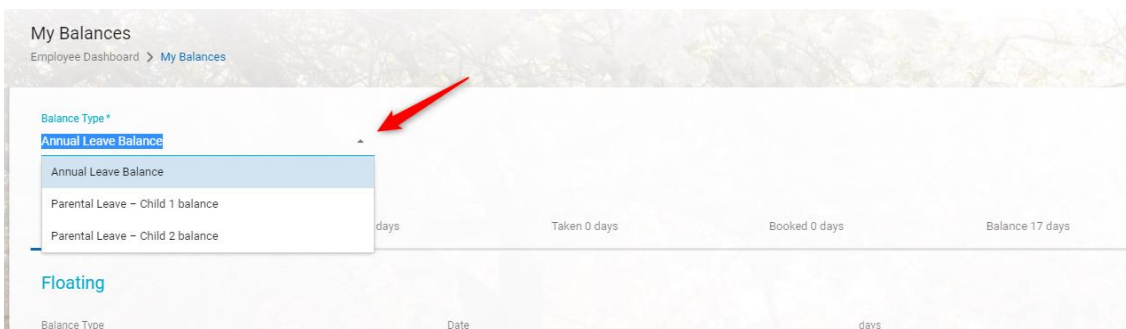 My Balances
Employee Dashboard > My Balances
Balance Type *
Annual Leave Balance
Annual Leave Balance
Parental Leave – Child 1 balance
Parental Leave – Child 2 balance
days Taken 0 days Booked 0 days Balance 17 days
Floating
Balance Type Date days